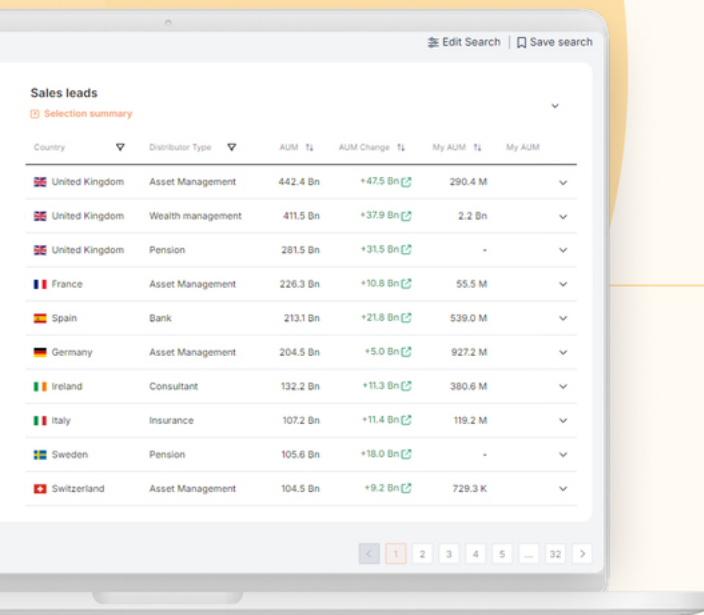 Edit Search | Save search
Sales leads
Selection summary
Country Distributor Type AUM AUM Change My AUM My AUM
United Kingdom Asset Management 442.4 Bn +47.5 Bn 290.4 M
United Kingdom Wealth management 411.5 Bn +37.9 Bn 2.2 Bn
United Kingdom Pension 281.5 Bn +31.5 Bn -
France Asset Management 226.3 Bn +10.8 Bn 55.5 M
Spain Bank 213.1 Bn +21.8 Bn 539.0 M
Germany Asset Management 204.5 Bn +5.0 Bn 927.2 M
Ireland Consultant 132.2 Bn +11.3 Bn 380.6 M
Italy Insurance 107.2 Bn +11.4 Bn 119.2 M
Sweden Pension 105.6 Bn +18.0 Bn -
Switzerland Asset Management 104.5 Bn +9.2 Bn 729.3 K
< 1 2 3 4 5 ... 32 >